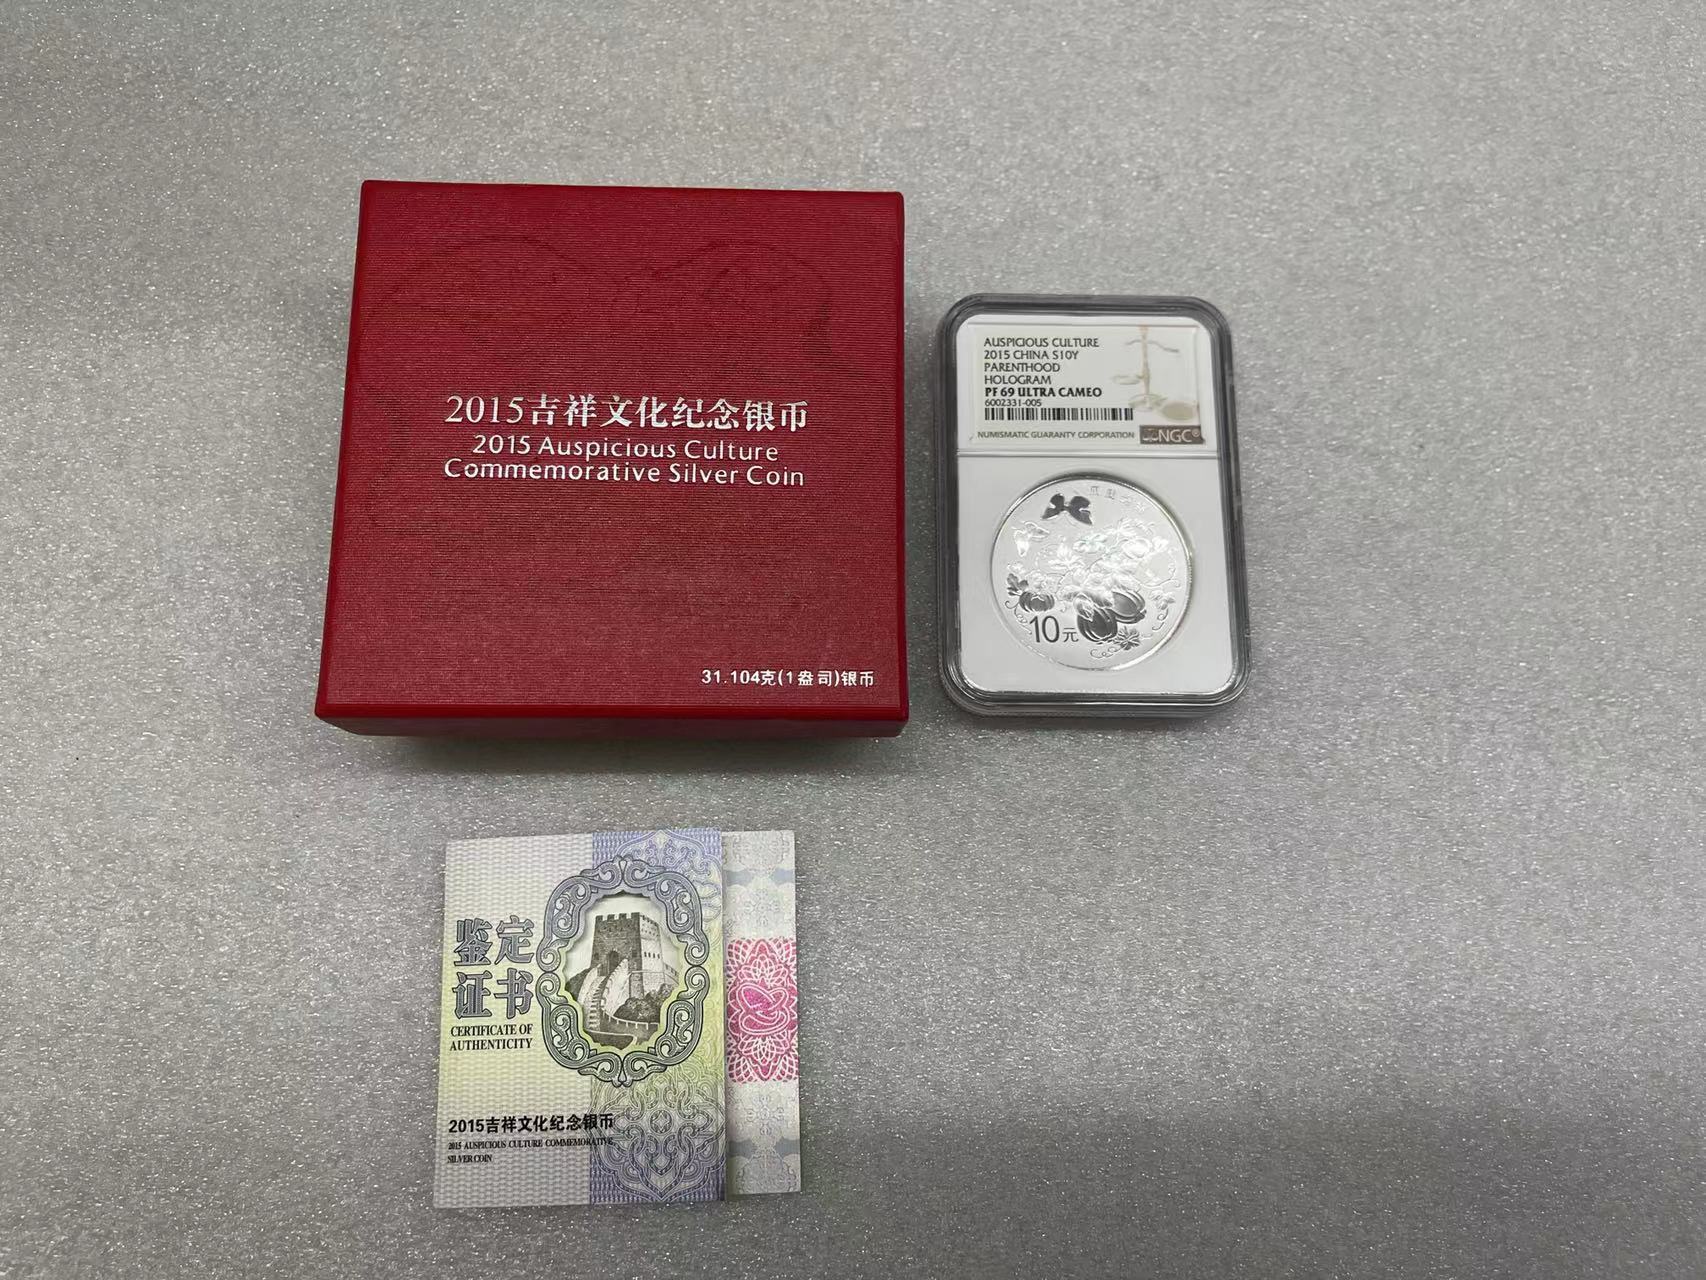 2015吉祥文化纪念银币
2015 Auspicious Culture
Commemorative Silver Coin
31.104克(1盎司)银币
AUSPICIOUS CULTURE
2015 CHINA S10Y
PARENTHOOD
HOLOGRAM
PF 69 ULTRA CAMEO
6002331-005
NUMISMATIC GUARANTY CORPORATION
NGC®
10元
鉴定
证书
CERTIFICATE OF
AUTHENTICITY
2015吉祥文化纪念银币
2015 AUSPICIOUS CULTURE COMMEMORATIVE
SILVER COIN